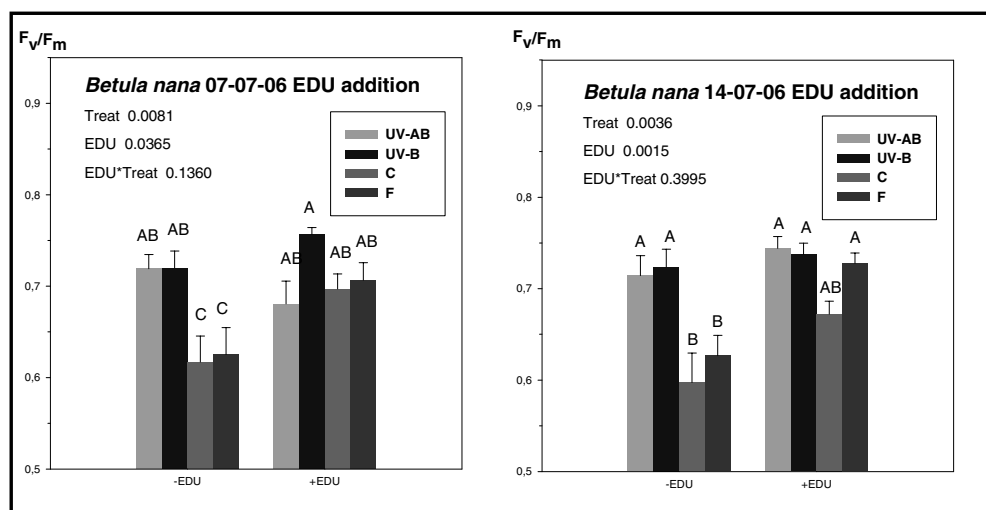 Fv/Fm
Betula nana 07-07-06 EDU addition
Treat 0.0081
EDU 0.0365
EDU*Treat 0.1360
UV-AB
UV-B
C
F
0,9
0,8
0,7
0,6
0,5
AB
AB
C
C
AB
A
AB
AB
-EDU
+EDU
Fv/Fm
Betula nana 14-07-06 EDU addition
Treat 0.0036
EDU 0.0015
EDU*Treat 0.3995
UV-AB
UV-B
C
F
0,9
0,8
0,7
0,6
0,5
A
A
B
B
A
A
AB
A
-EDU
+EDU